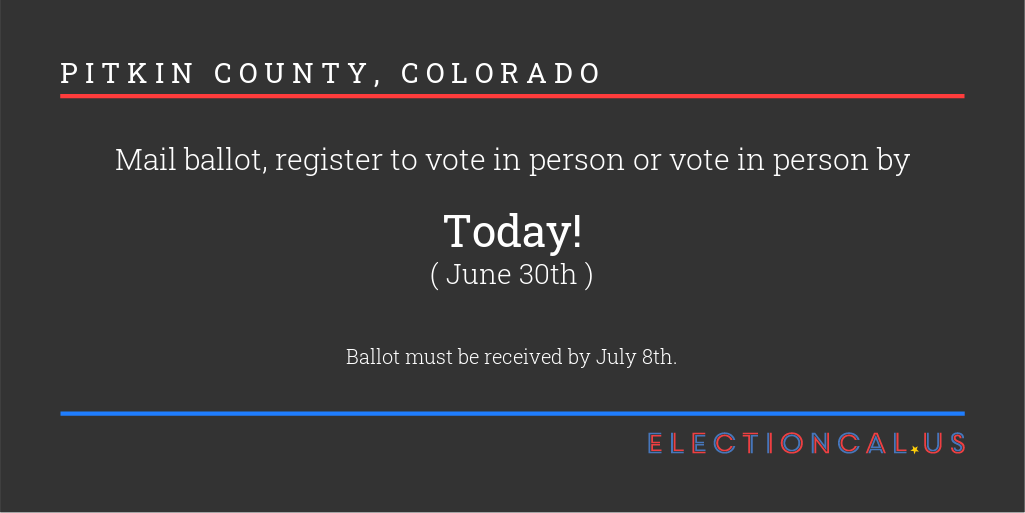 PITKIN COUNTY, COLORADO
Mail ballot, register to vote in person or vote in person by
Today!
( June 30th )
Ballot must be received by July 8th.
ELECTIONCAL.US